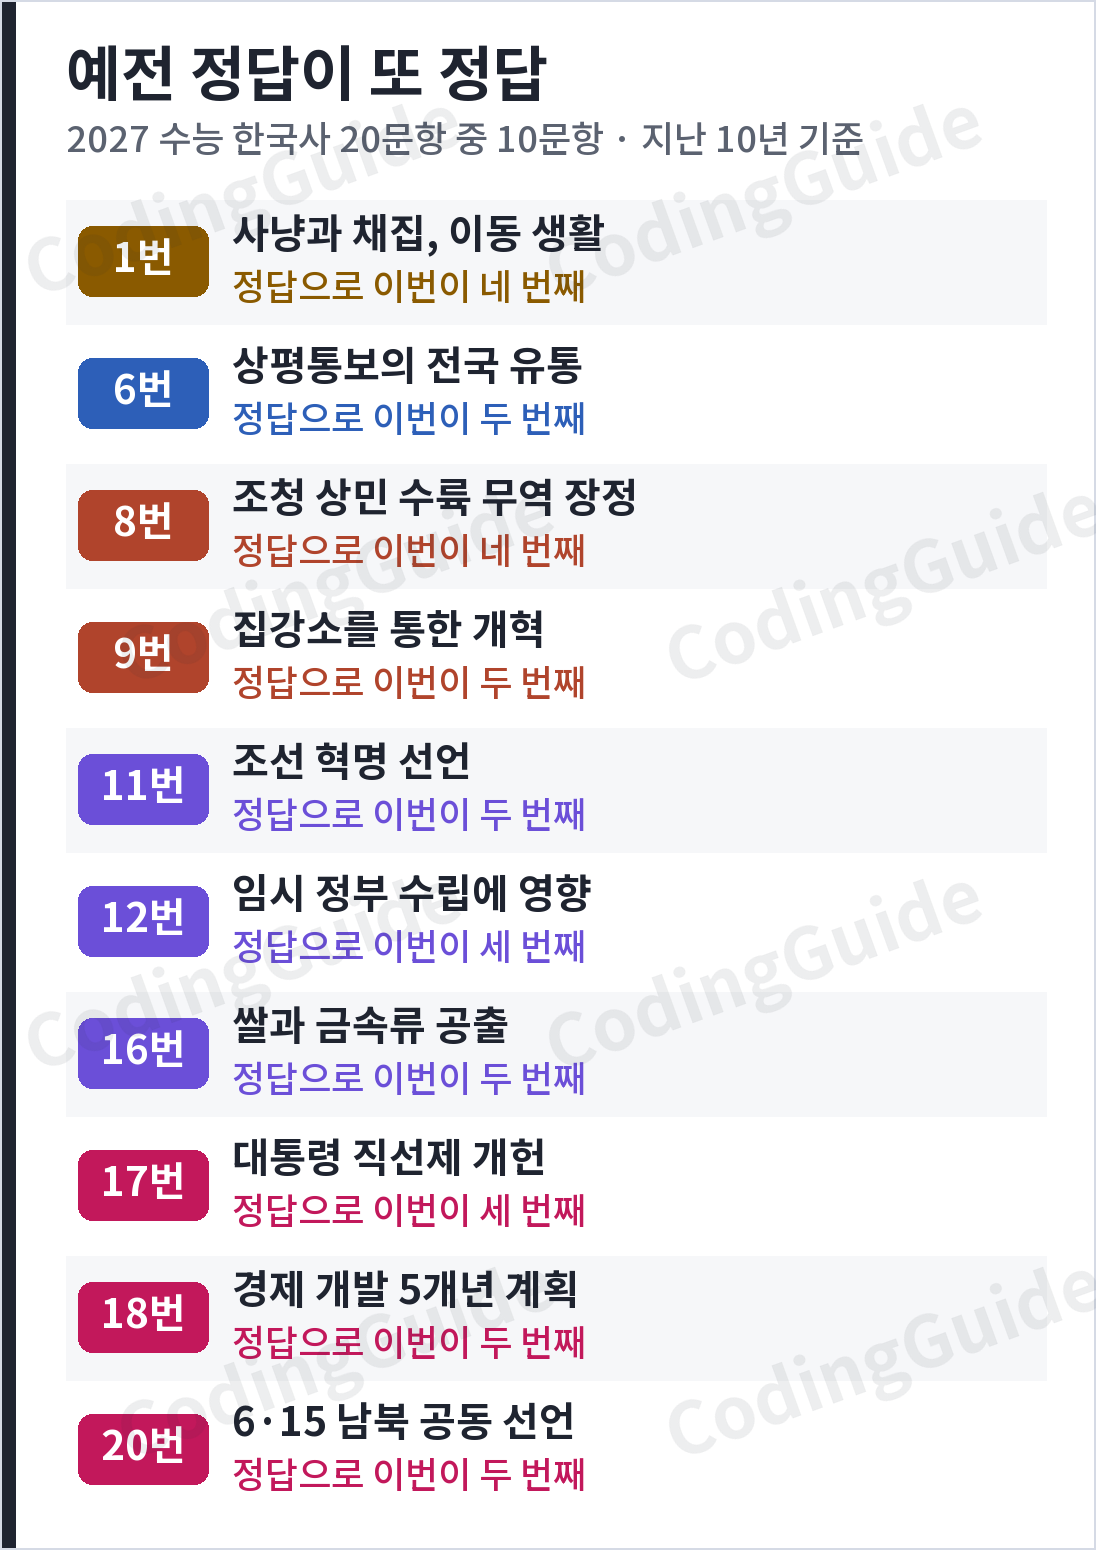 예전 정답이 또 정답
2027 수능 한국사 20문항 중 10문항 · 지난 10년 기준
1번
사냥과 채집, 이동 생활
정답으로 이번이 네 번째
6번
상평통보의 전국 유통
정답으로 이번이 두 번째
8번
조청 상민 수륙 무역 장정
정답으로 이번이 네 번째
9번
집강소를 통한 개혁
정답으로 이번이 두 번째
11번
조선 혁명 선언
정답으로 이번이 두 번째
12번
임시 정부 수립에 영향
정답으로 이번이 세 번째
16번
쌀과 금속류 공출
정답으로 이번이 두 번째
17번
대통령 직선제 개헌
정답으로 이번이 세 번째
18번
경제 개발 5개년 계획
정답으로 이번이 두 번째
20번
6·15 남북 공동 선언
정답으로 이번이 두 번째
CodingGuide
CodingGuide
CodingGuide
CodingGuide
CodingGuide
CodingGuide
CodingGuide
CodingGuide